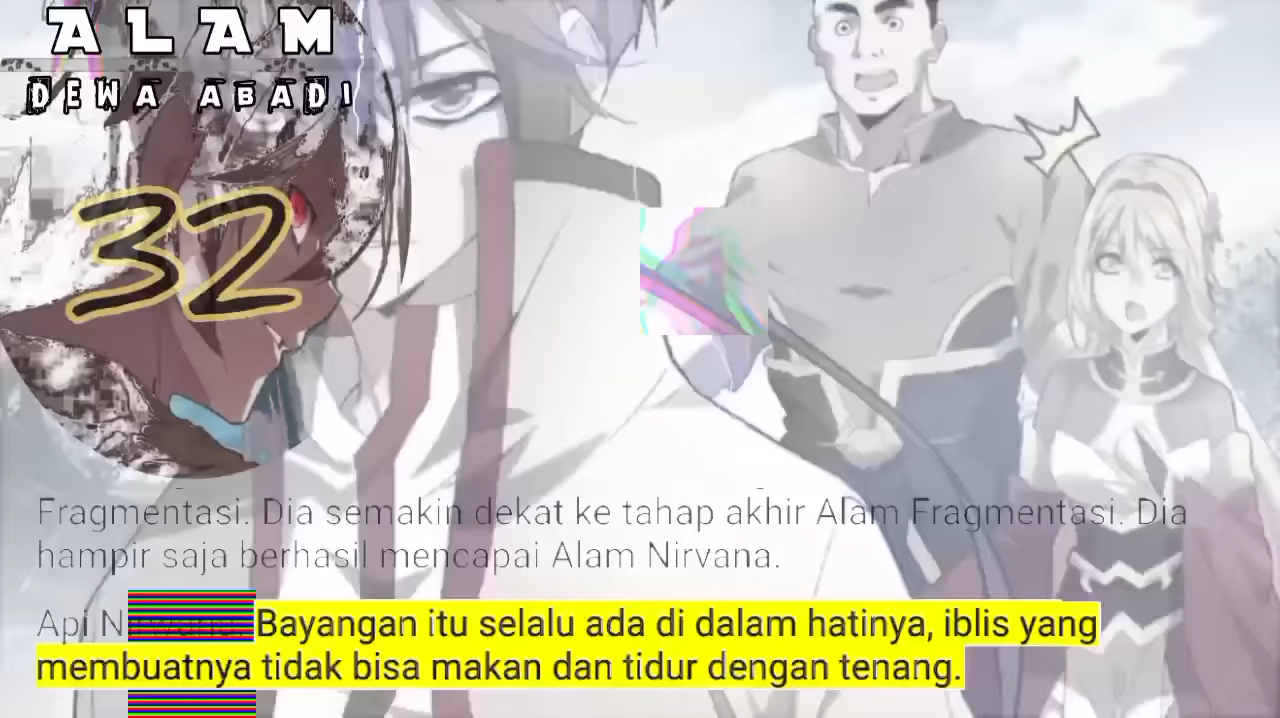 ALAM
DEWA ABADI
32
Fragmentasi. Dia semakin dekat ke tahap akhir Alam Fragmentasi. Dia
hampir saja berhasil mencapai Alam Nirvana.
Api Bayangan itu selalu ada di dalam hatinya, iblis yang
membuatnya tidak bisa makan dan tidur dengan tenang.